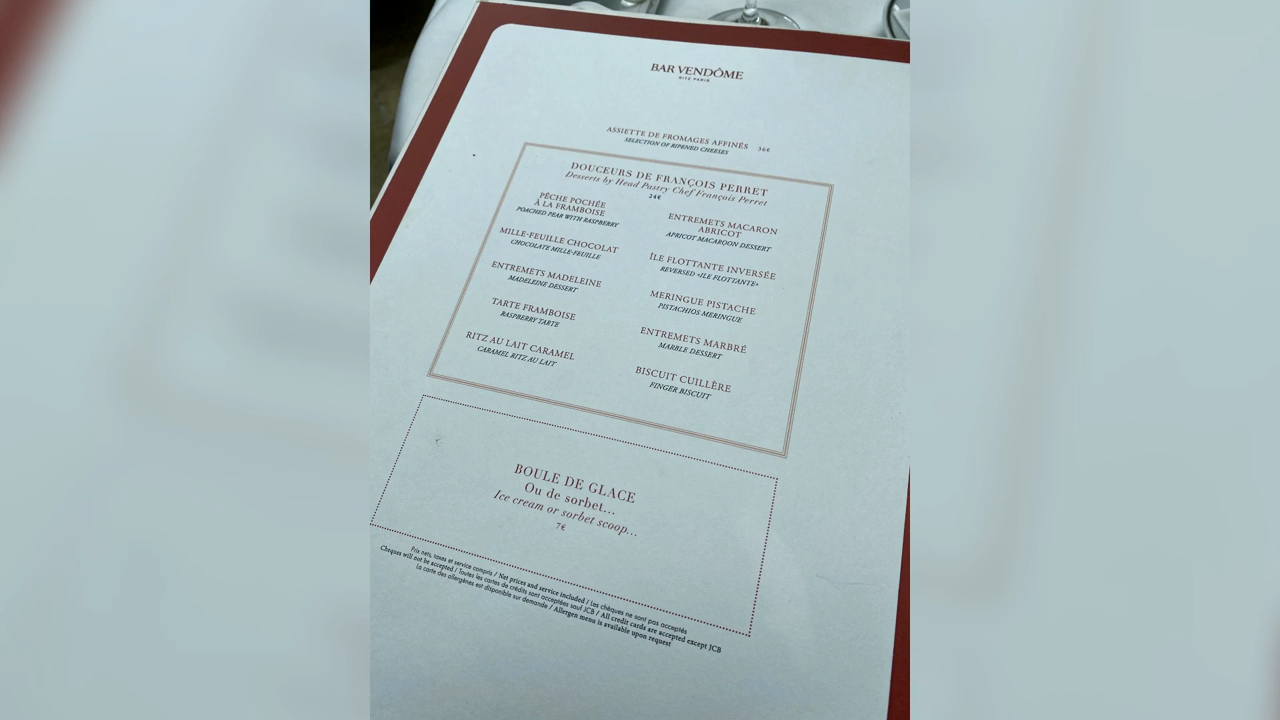 BAR VENDÔME
RITZ PARIS
ASSIETTE DE FROMAGES AFFINÉS 36€
SELECTION OF RIPENED CHEESES
DOUCEURS DE FRANÇOIS PERRET
Desserts by Head Pastry Chef François Perret
24€
PÊCHE POCHÉE
À LA FRAMBOISE
POACHED PEAR WITH RASPBERRY
MILLE-FEUILLE CHOCOLAT
CHOCOLATE MILLE-FEUILLE
ENTREMETS MADELEINE
MADELEINE DESSERT
TARTE FRAMBOISE
RASPBERRY TARTE
RITZ AU LAIT CARAMEL
CARAMEL RITZ AU LAIT
ENTREMETS MACARON
ABRICOT
APRICOT MACAROON DESSERT
ÎLE FLOTTANTE INVERSÉE
REVERSED «ILE FLOTTANTE»
MERINGUE PISTACHE
PISTACHIOS MERINGUE
ENTREMETS MARBRÉ
MARBLE DESSERT
BISCUIT CUILLÈRE
FINGER BISCUIT
BOULE DE GLACE
Ou de sorbet...
Ice cream or sorbet scoop...
7€
Prix nets, taxes et service compris / Net prices and service included / Les chèques ne sont pas acceptés
Cheques will not be accepted / Toutes les cartes de crédits sont acceptées sauf JCB / All credit cards are accepted except JCB
La carte des allergènes est disponible sur demande / Allergen menu is available upon request